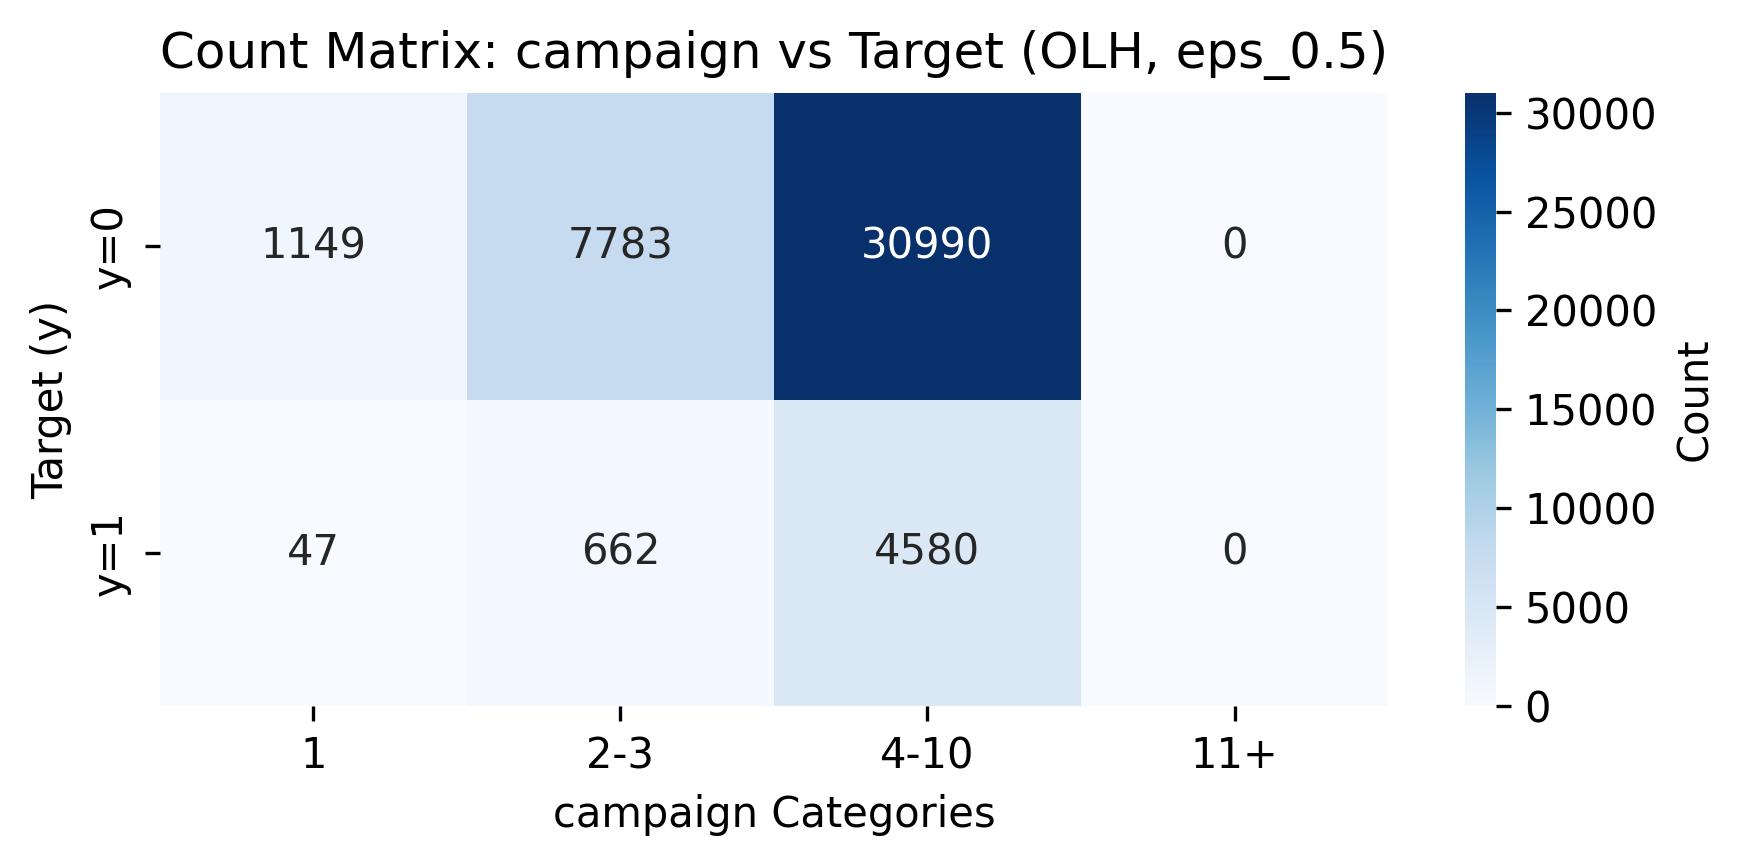 Count Matrix: campaign vs Target (OLH, eps_0.5)
Target (y)
y=0
1149 7783 30990 0
y=1
47 662 4580 0
1 2-3 4-10 11+
campaign Categories
30000
25000
20000
15000
10000
5000
0
Count